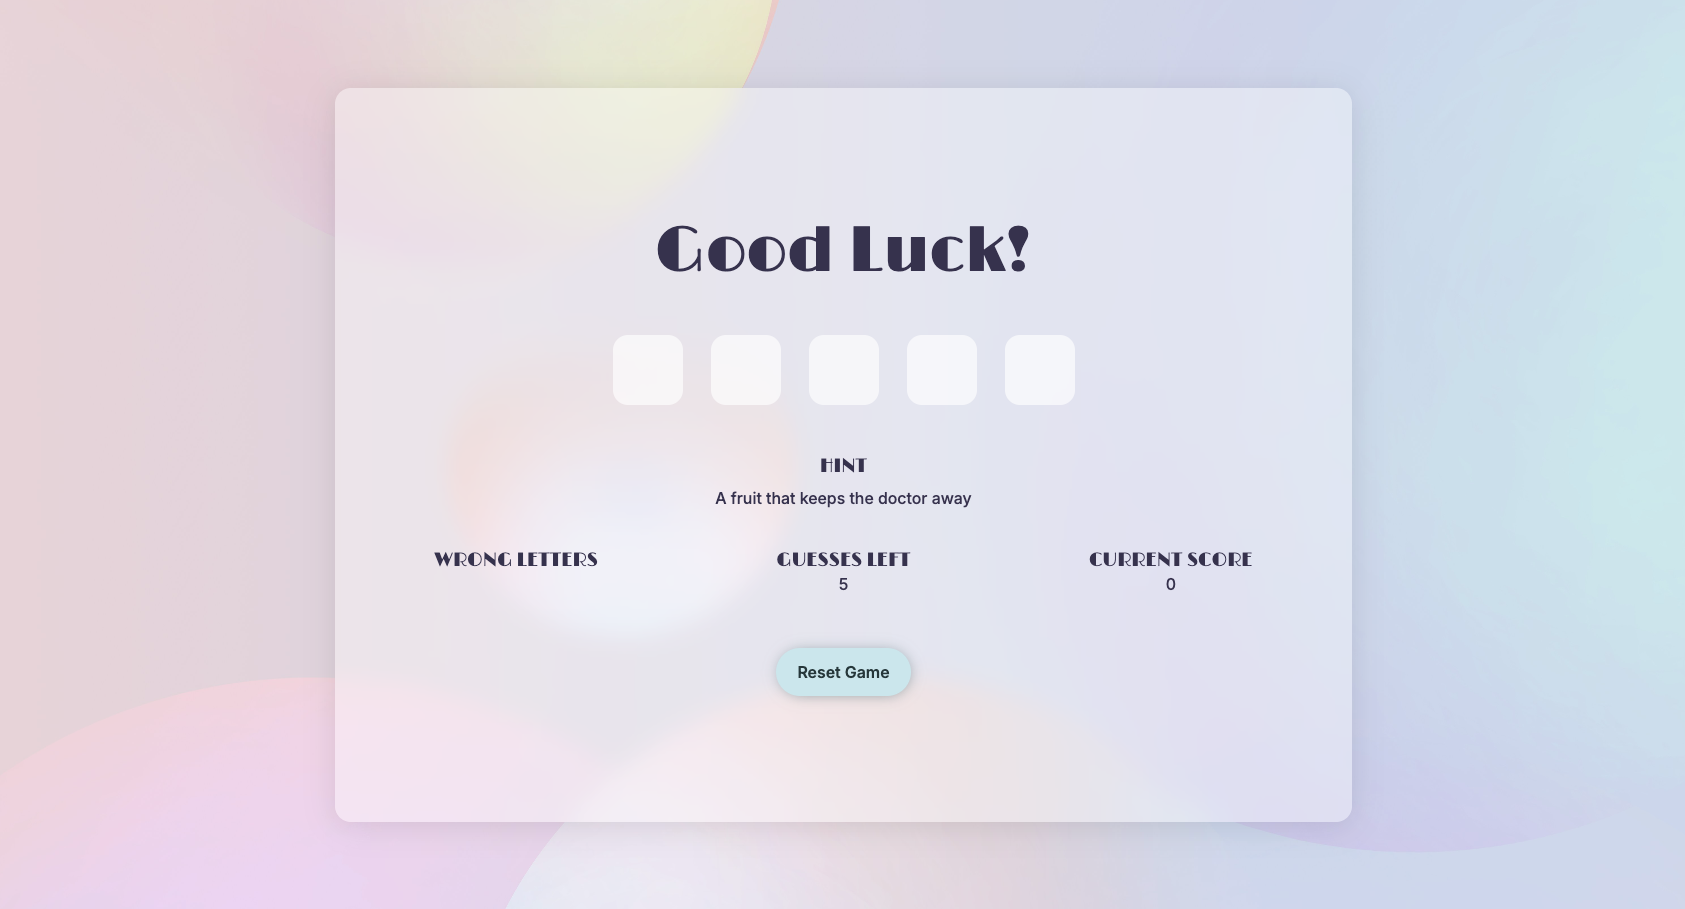 Good Luck!
HINT
A fruit that keeps the doctor away
WRONG LETTERS
GUESSES LEFT
CURRENT SCORE
5
0
Reset Game